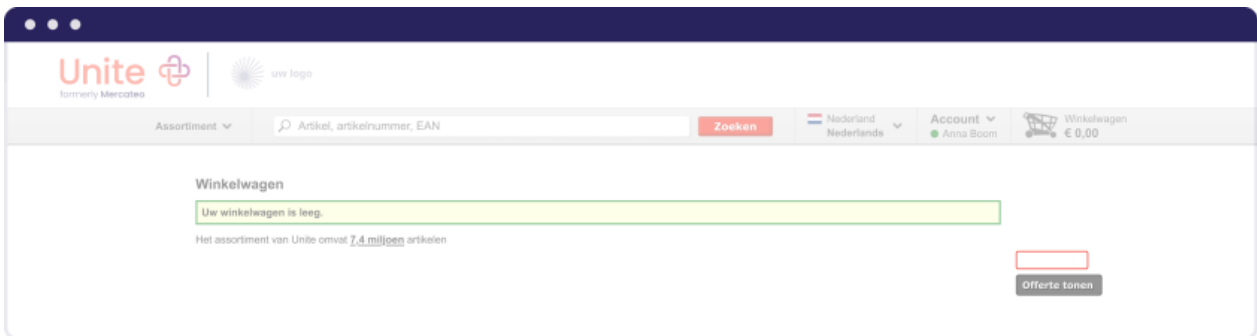 Unite
formerly Mercateo
uw logo
Assortiment
Artikel, artikelnummer, EAN
Zoeken
Nederland
Nederlands
Account
Anna Boom
Winkelwagen
€ 0,00
Winkelwagen
Uw winkelwagen is leeg.
Het assortiment van Unite omvat 7,4 miljoen artikelen
Offerte tonen